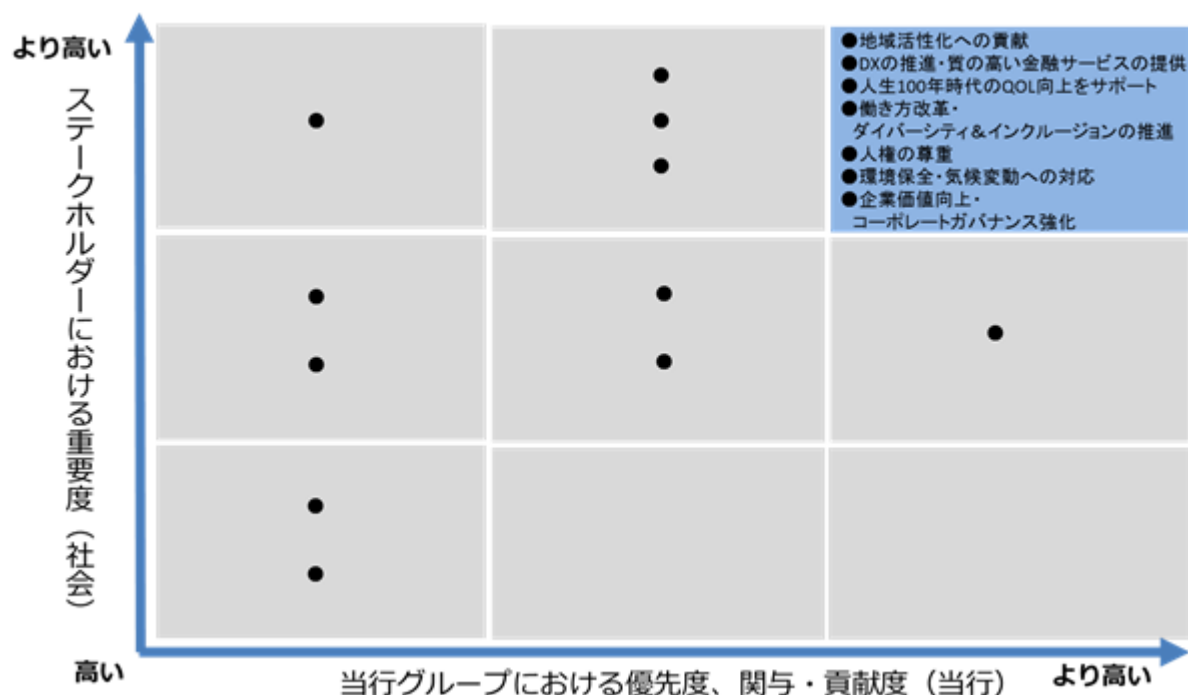 より高い
ステークホルダーにおける重要度（社会）
●地域活性化への貢献
●DXの推進・質の高い金融サービスの提供
●人生100年時代のQOL向上をサポート
●働き方改革・
ダイバーシティ＆インクルージョンの推進
●人権の尊重
●環境保全・気候変動への対応
●企業価値向上・
コーポレートガバナンス強化
高い
当行グループにおける優先度、関与・貢献度（当行）
より高い